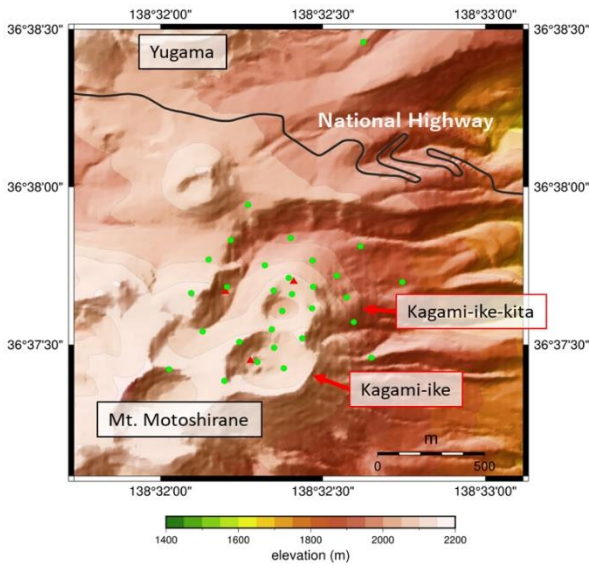 138°32'00" 138°32'30" 138°33'00"
36°38'30" 36°38'30"
Yugama
National Highway
36°38'00" 36°38'00"
Kagami-ike-kita
36°37'30" 36°37'30"
Kagami-ike
Mt. Motoshirane
m
0 500
138°32'00" 138°32'30" 138°33'00"
1400 1600 1800 2000 2200
elevation (m)